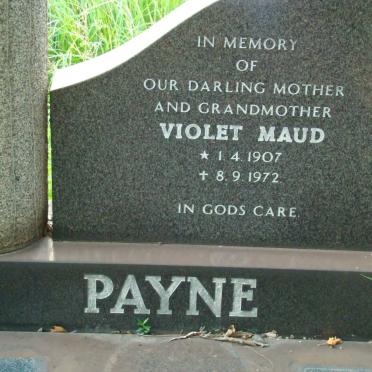 IN MEMORY
OF
OUR DARLING MOTHER
AND GRANDMOTHER
VIOLET MAUD
★ 1. 4. 1907
✝ 8. 9. 1972
IN GODS CARE.
PAYNE